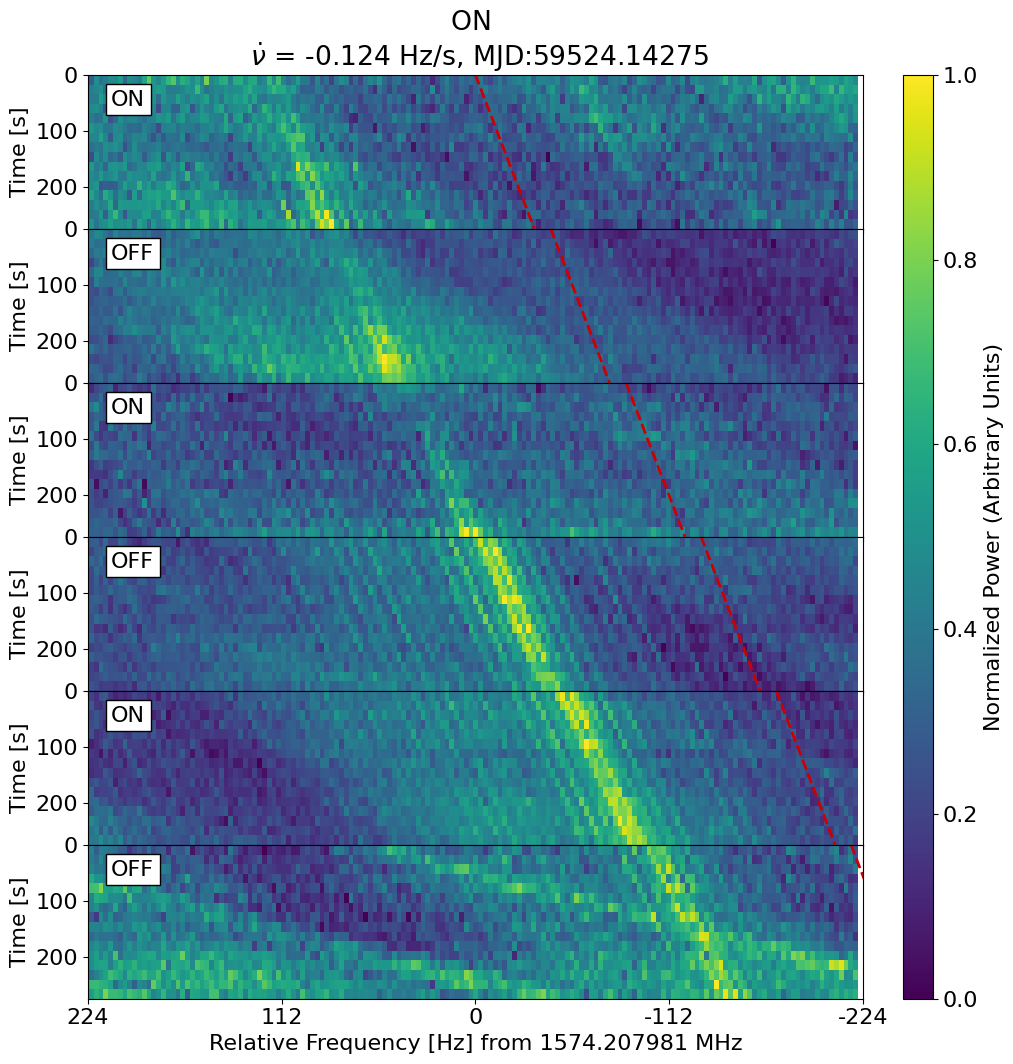 ON
ν̇ = -0.124 Hz/s, MJD:59524.14275
ON
OFF
ON
OFF
ON
OFF
0
100
200
0
100
200
0
100
200
0
100
200
0
100
200
0
100
200
Time [s]
Time [s]
Time [s]
Time [s]
Time [s]
Time [s]
224 112 0 -112 -224
Relative Frequency [Hz] from 1574.207981 MHz
1.0
0.8
0.6
0.4
0.2
0.0
Normalized Power (Arbitrary Units)